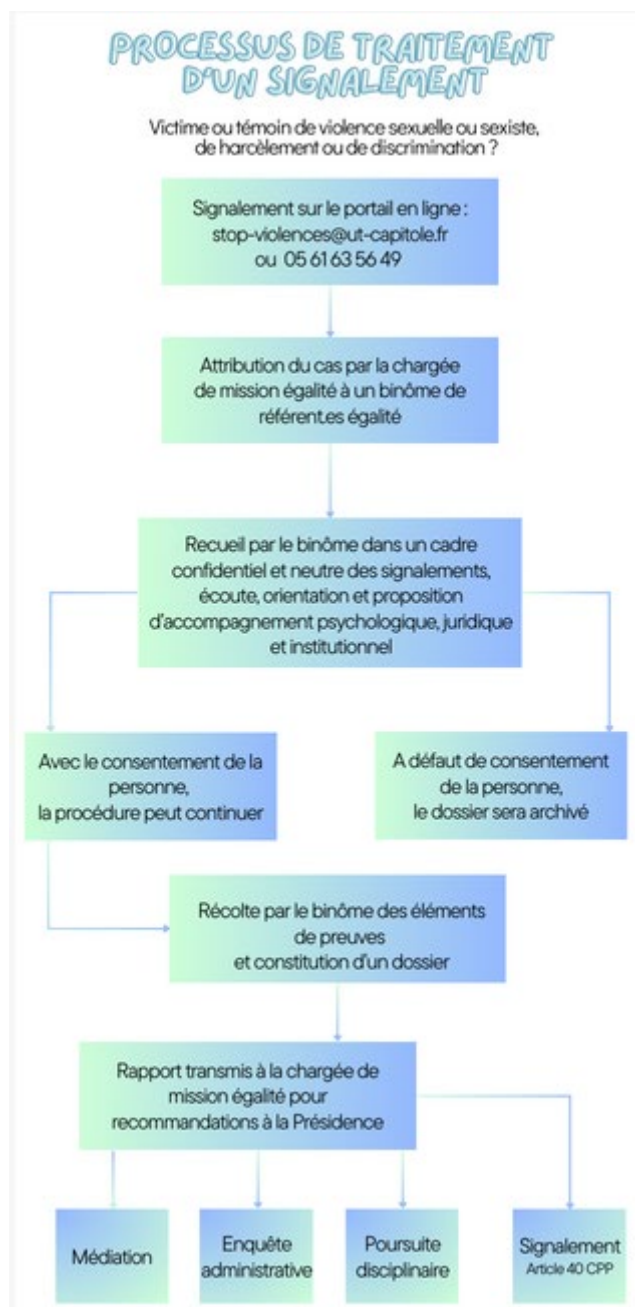 PROCESSUS DE TRAITEMENT
D'UN SIGNALEMENT
Victime ou témoin de violence sexuelle ou sexiste,
de harcèlement ou de discrimination ?
Signalement sur le portail en ligne :
stop-violences@ut-capitole.fr
ou 05 61 63 56 49
Attribution du cas par la chargée
de mission égalité à un binôme de
référent.es égalité
Recueil par le binôme dans un cadre
confidentiel et neutre des signalements,
écoute, orientation et proposition
d'accompagnement psychologique, juridique
et institutionnel
Avec le consentement de la
personne,
la procédure peut continuer
A défaut de consentement
de la personne,
le dossier sera archivé
Récolte par le binôme des éléments
de preuves
et constitution d'un dossier
Rapport transmis à la chargée de
mission égalité pour
recommandations à la Présidence
Médiation
Enquête
administrative
Poursuite
disciplinaire
Signalement
Article 40 CPP